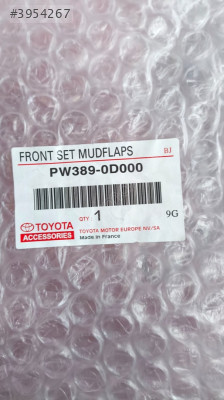 #3954267
FRONT SET MUDFLAPS BJ
PW389-0D000
TOYOTA
ACCESSORIES
QTY 1 9G
TOYOTA MOTOR EUROPE NV/SA
Made in France